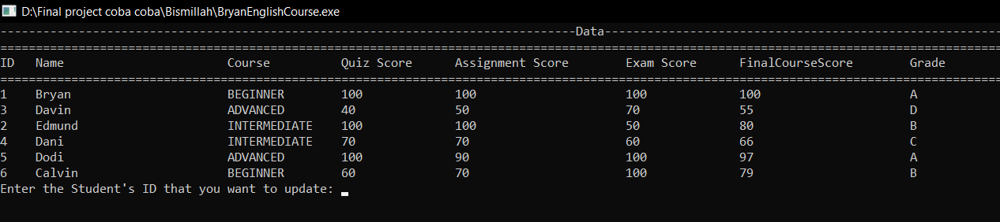 D:\Final project coba coba\Bismillah\BryanEnglishCourse.exe
----------------------------------------------------------------------------------Data--------------------------------------------------------
=============================================================================================================================================
ID Name Course Quiz Score Assignment Score Exam Score FinalCourseScore Grade
=============================================================================================================================================
1 Bryan BEGINNER 100 100 100 100 A
3 Davin ADVANCED 40 50 70 55 D
2 Edmund INTERMEDIATE 100 100 50 80 B
4 Dani INTERMEDIATE 70 70 60 66 C
5 Dodi ADVANCED 100 90 100 97 A
6 Calvin BEGINNER 60 70 100 79 B
Enter the Student's ID that you want to update: